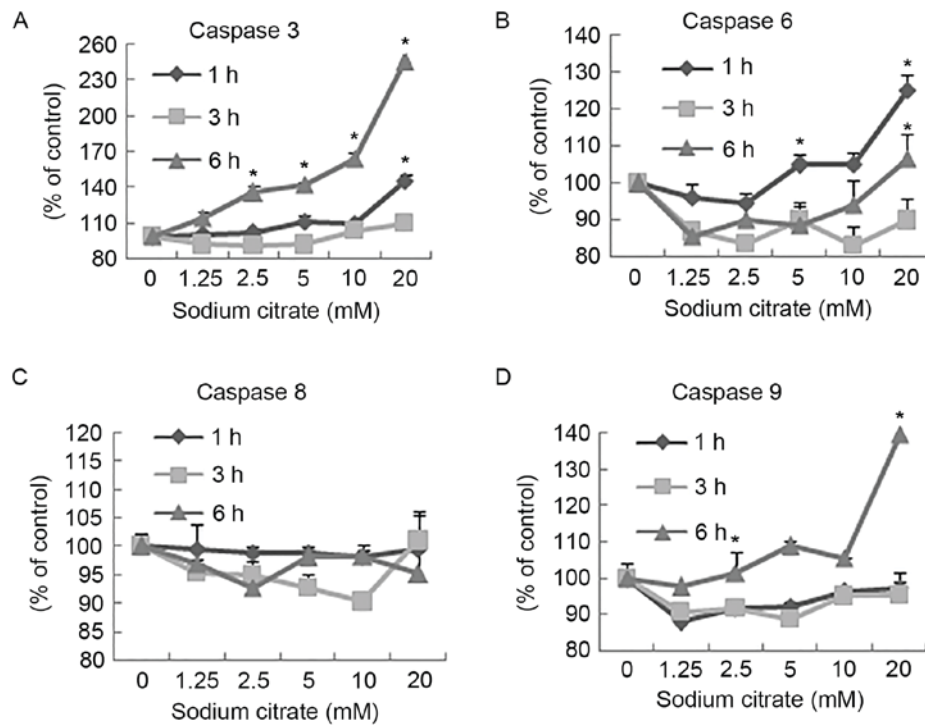 A
Caspase 3
260
240
200
170
140
110
80
(% of control)
1 h
3 h
6 h
*
*
*
*
*
0 1.25 2.5 5 10 20
Sodium citrate (mM)
B
Caspase 6
140
125
120
110
100
90
80
(% of control)
1 h
3 h
6 h
*
*
*
0 1.25 2.5 5 10 20
Sodium citrate (mM)
C
Caspase 8
120
115
110
105
100
95
90
85
80
(% of control)
1 h
3 h
6 h
0 1.25 2.5 5 10 20
Sodium citrate (mM)
D
Caspase 9
140
130
120
110
100
90
80
(% of control)
1 h
3 h
6 h
*
*
0 1.25 2.5 5 10 20
Sodium citrate (mM)